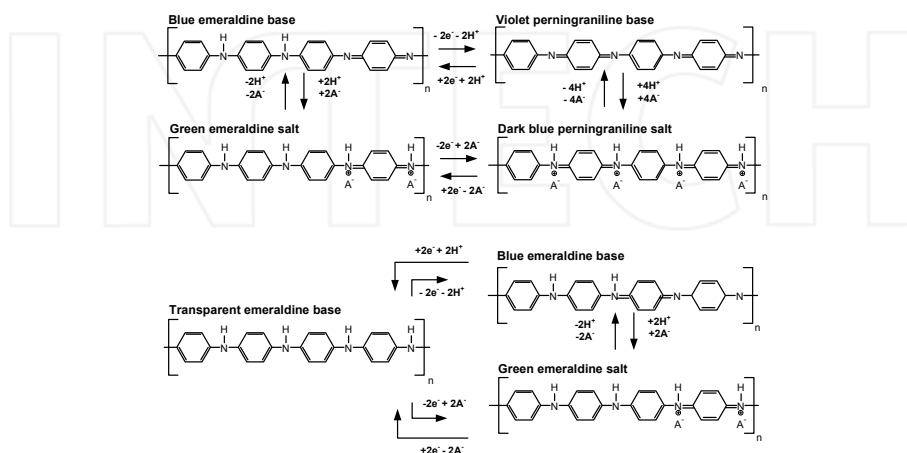 Blue emeraldine base
Violet perningraniline base
H H
N N N N
n
- 2e⁻ - 2H⁺
+2e⁻ + 2H⁺
N N N N
n
-2H⁺ +2H⁺
-2A⁻ +2A⁻
- 4H⁺ +4H⁺
- 4A⁻ +4A⁻
Green emeraldine salt
Dark blue perningraniline salt
H H H H
N N N N
⊕ ⊕
A⁻ A⁻
n
-2e⁻ + 2A⁻
+2e⁻ - 2A⁻
H H H H
N N N N
⊕ ⊕ ⊕ ⊕
A⁻ A⁻ A⁻ A⁻
n
INTECH
+2e⁻ + 2H⁺
- 2e⁻ - 2H⁺
Blue emeraldine base
H H
N N N N
n
Transparent emeraldine base
H H H H
N N N N
n
-2H⁺ +2H⁺
-2A⁻ +2A⁻
Green emeraldine salt
-2e⁻ + 2A⁻
+2e⁻ - 2A⁻
H H H H
N N N N
⊕ ⊕
A⁻ A⁻
n